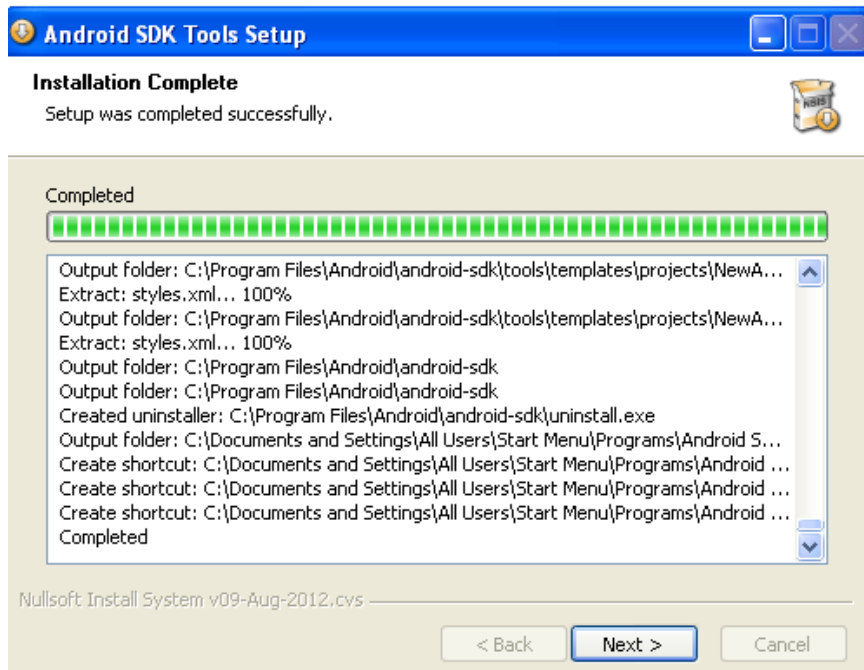 Android SDK Tools Setup
Installation Complete
Setup was completed successfully.
NSIS
Completed
Output folder: C:\Program Files\Android\android-sdk\tools\templates\projects\NewA...
Extract: styles.xml... 100%
Output folder: C:\Program Files\Android\android-sdk\tools\templates\projects\NewA...
Extract: styles.xml... 100%
Output folder: C:\Program Files\Android\android-sdk
Output folder: C:\Program Files\Android\android-sdk
Created uninstaller: C:\Program Files\Android\android-sdk\uninstall.exe
Output folder: C:\Documents and Settings\All Users\Start Menu\Programs\Android S...
Create shortcut: C:\Documents and Settings\All Users\Start Menu\Programs\Android ...
Create shortcut: C:\Documents and Settings\All Users\Start Menu\Programs\Android ...
Create shortcut: C:\Documents and Settings\All Users\Start Menu\Programs\Android ...
Completed
Nullsoft Install System v09-Aug-2012.cvs
< Back Next > Cancel